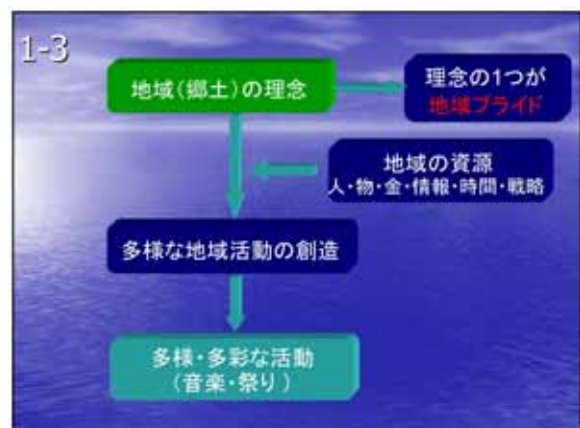 1-3
地域（郷土）の理念
理念の1つが
地域プライド
地域の資源
人・物・金・情報・時間・戦略
多様な地域活動の創造
多様・多彩な活動
（音楽・祭り）